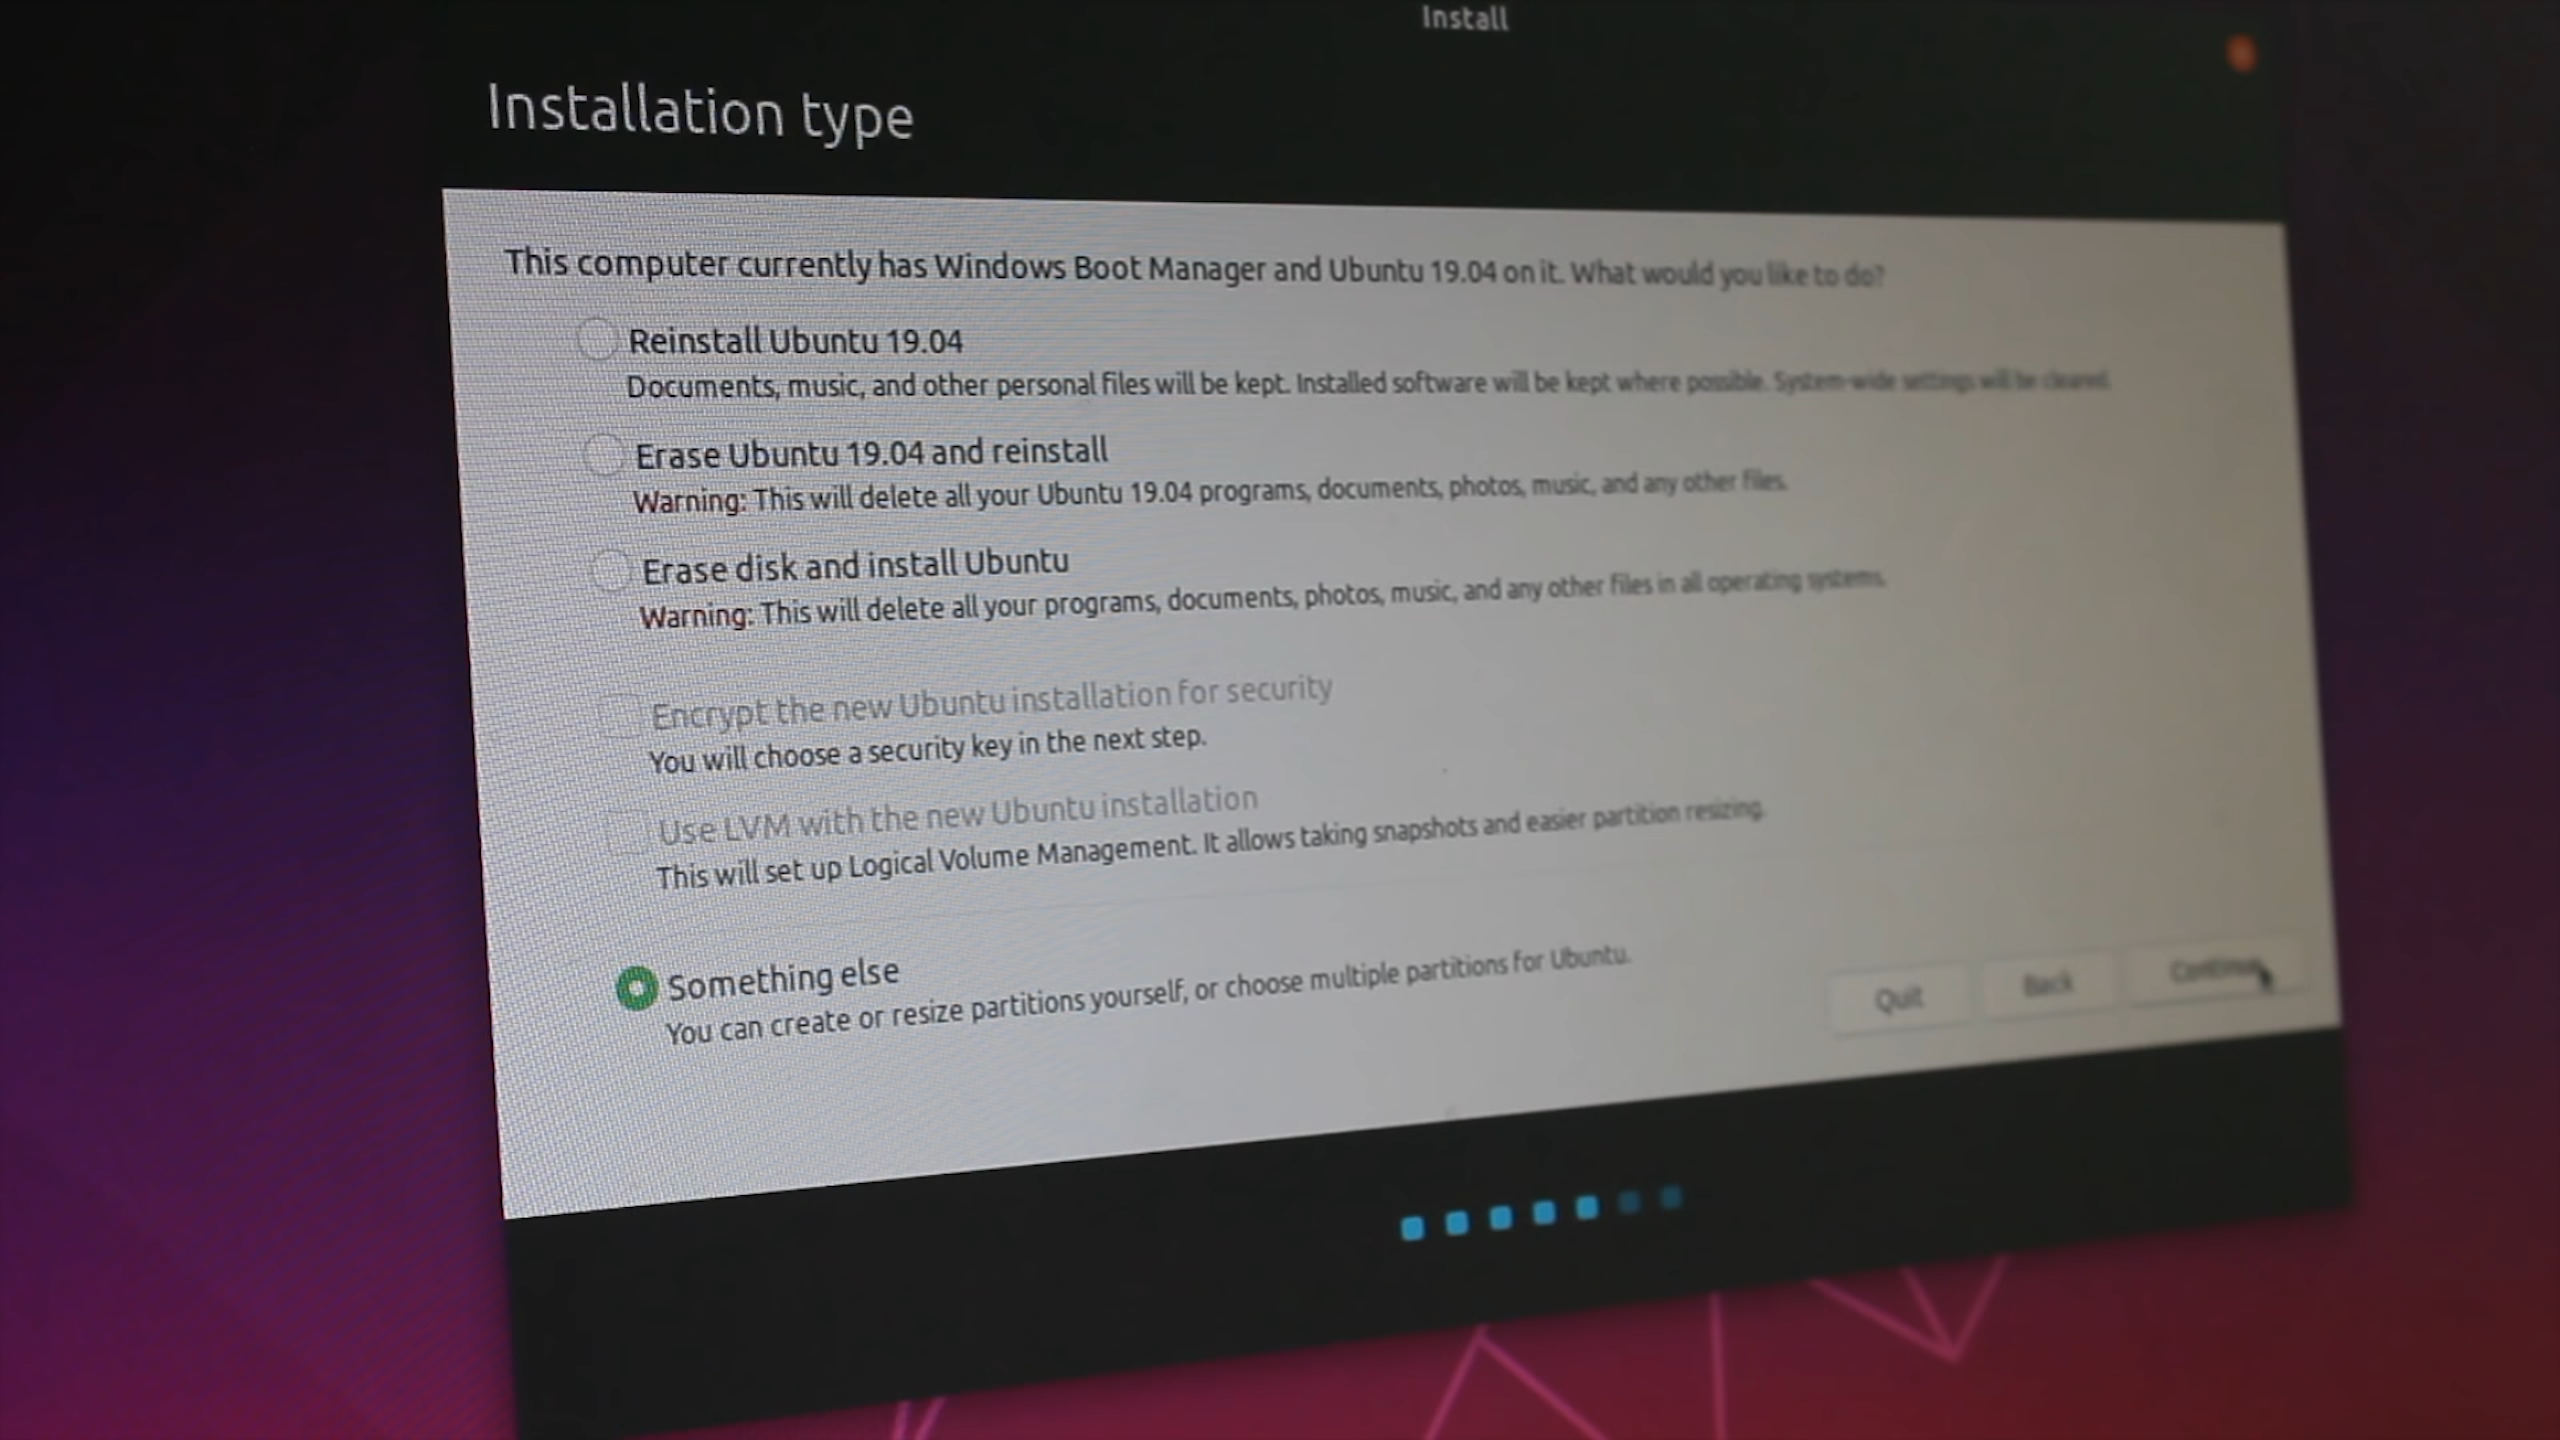 Install
Installation type
This computer currently has Windows Boot Manager and Ubuntu 19.04 on it. What would you like to do?
Reinstall Ubuntu 19.04
Documents, music, and other personal files will be kept. Installed software will be kept where possible. System-wide settings will be cleared.
Erase Ubuntu 19.04 and reinstall
Warning: This will delete all your Ubuntu 19.04 programs, documents, photos, music, and any other files.
Erase disk and install Ubuntu
Warning: This will delete all your programs, documents, photos, music, and any other files in all operating systems.
Encrypt the new Ubuntu installation for security
You will choose a security key in the next step.
Use LVM with the new Ubuntu installation
This will set up Logical Volume Management. It allows taking snapshots and easier partition resizing.
Something else
You can create or resize partitions yourself, or choose multiple partitions for Ubuntu.
Quit
Back
Continue